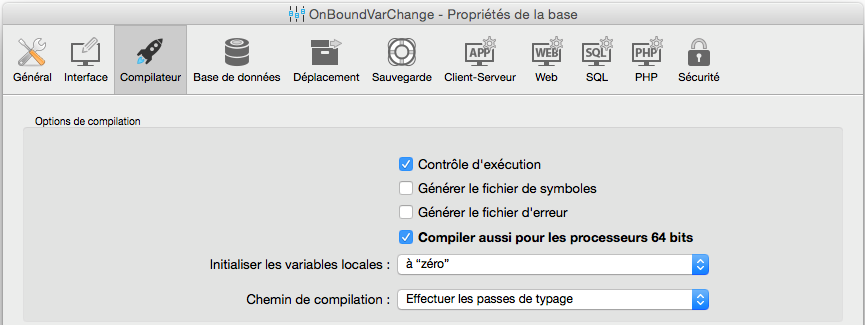 OnBoundVarChange - Propriétés de la base
Général Interface Compilateur Base de données Déplacement Sauvegarde Client-Serveur Web SQL PHP Sécurité
APP WEB SQL PHP
Options de compilation
Contrôle d'exécution
Générer le fichier de symboles
Générer le fichier d'erreur
Compiler aussi pour les processeurs 64 bits
Initialiser les variables locales : à “zéro”
Chemin de compilation : Effectuer les passes de typage